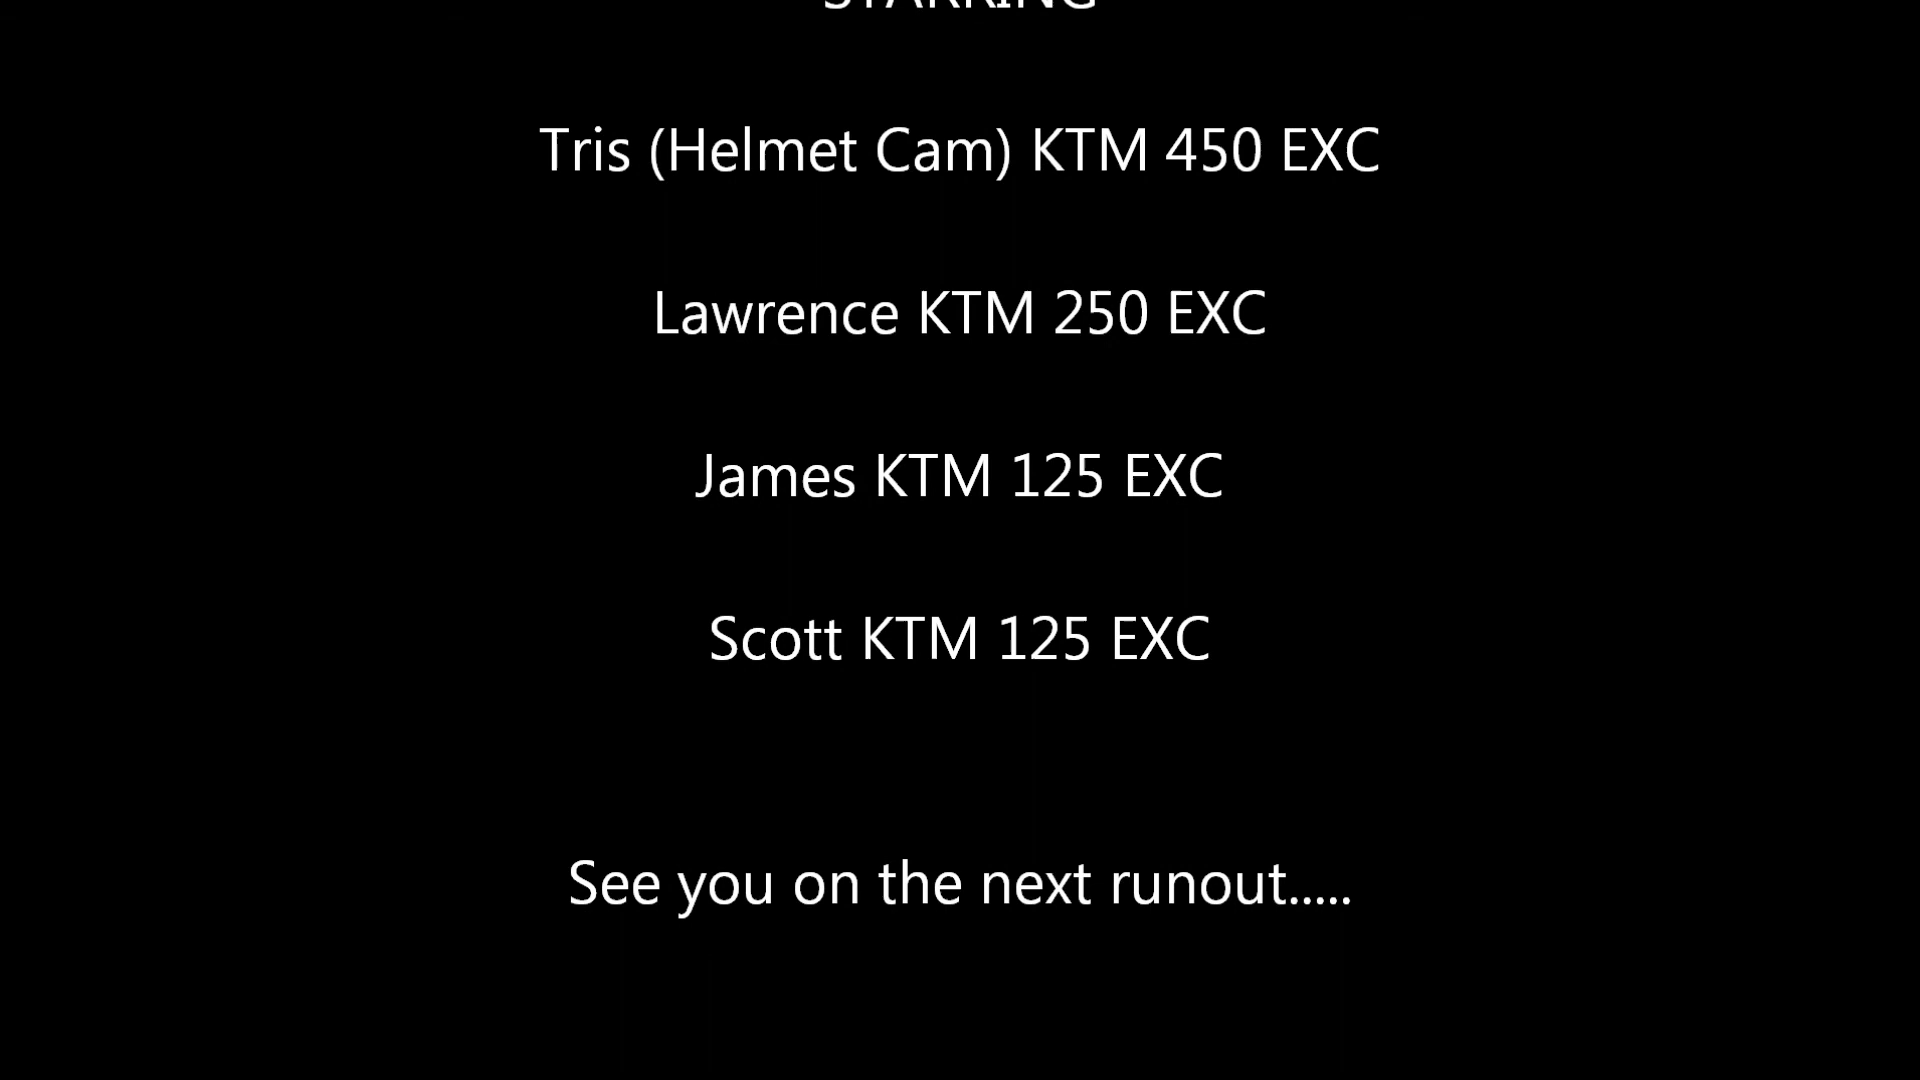 STARRING
Tris (Helmet Cam) KTM 450 EXC
Lawrence KTM 250 EXC
James KTM 125 EXC
Scott KTM 125 EXC
See you on the next runout.....